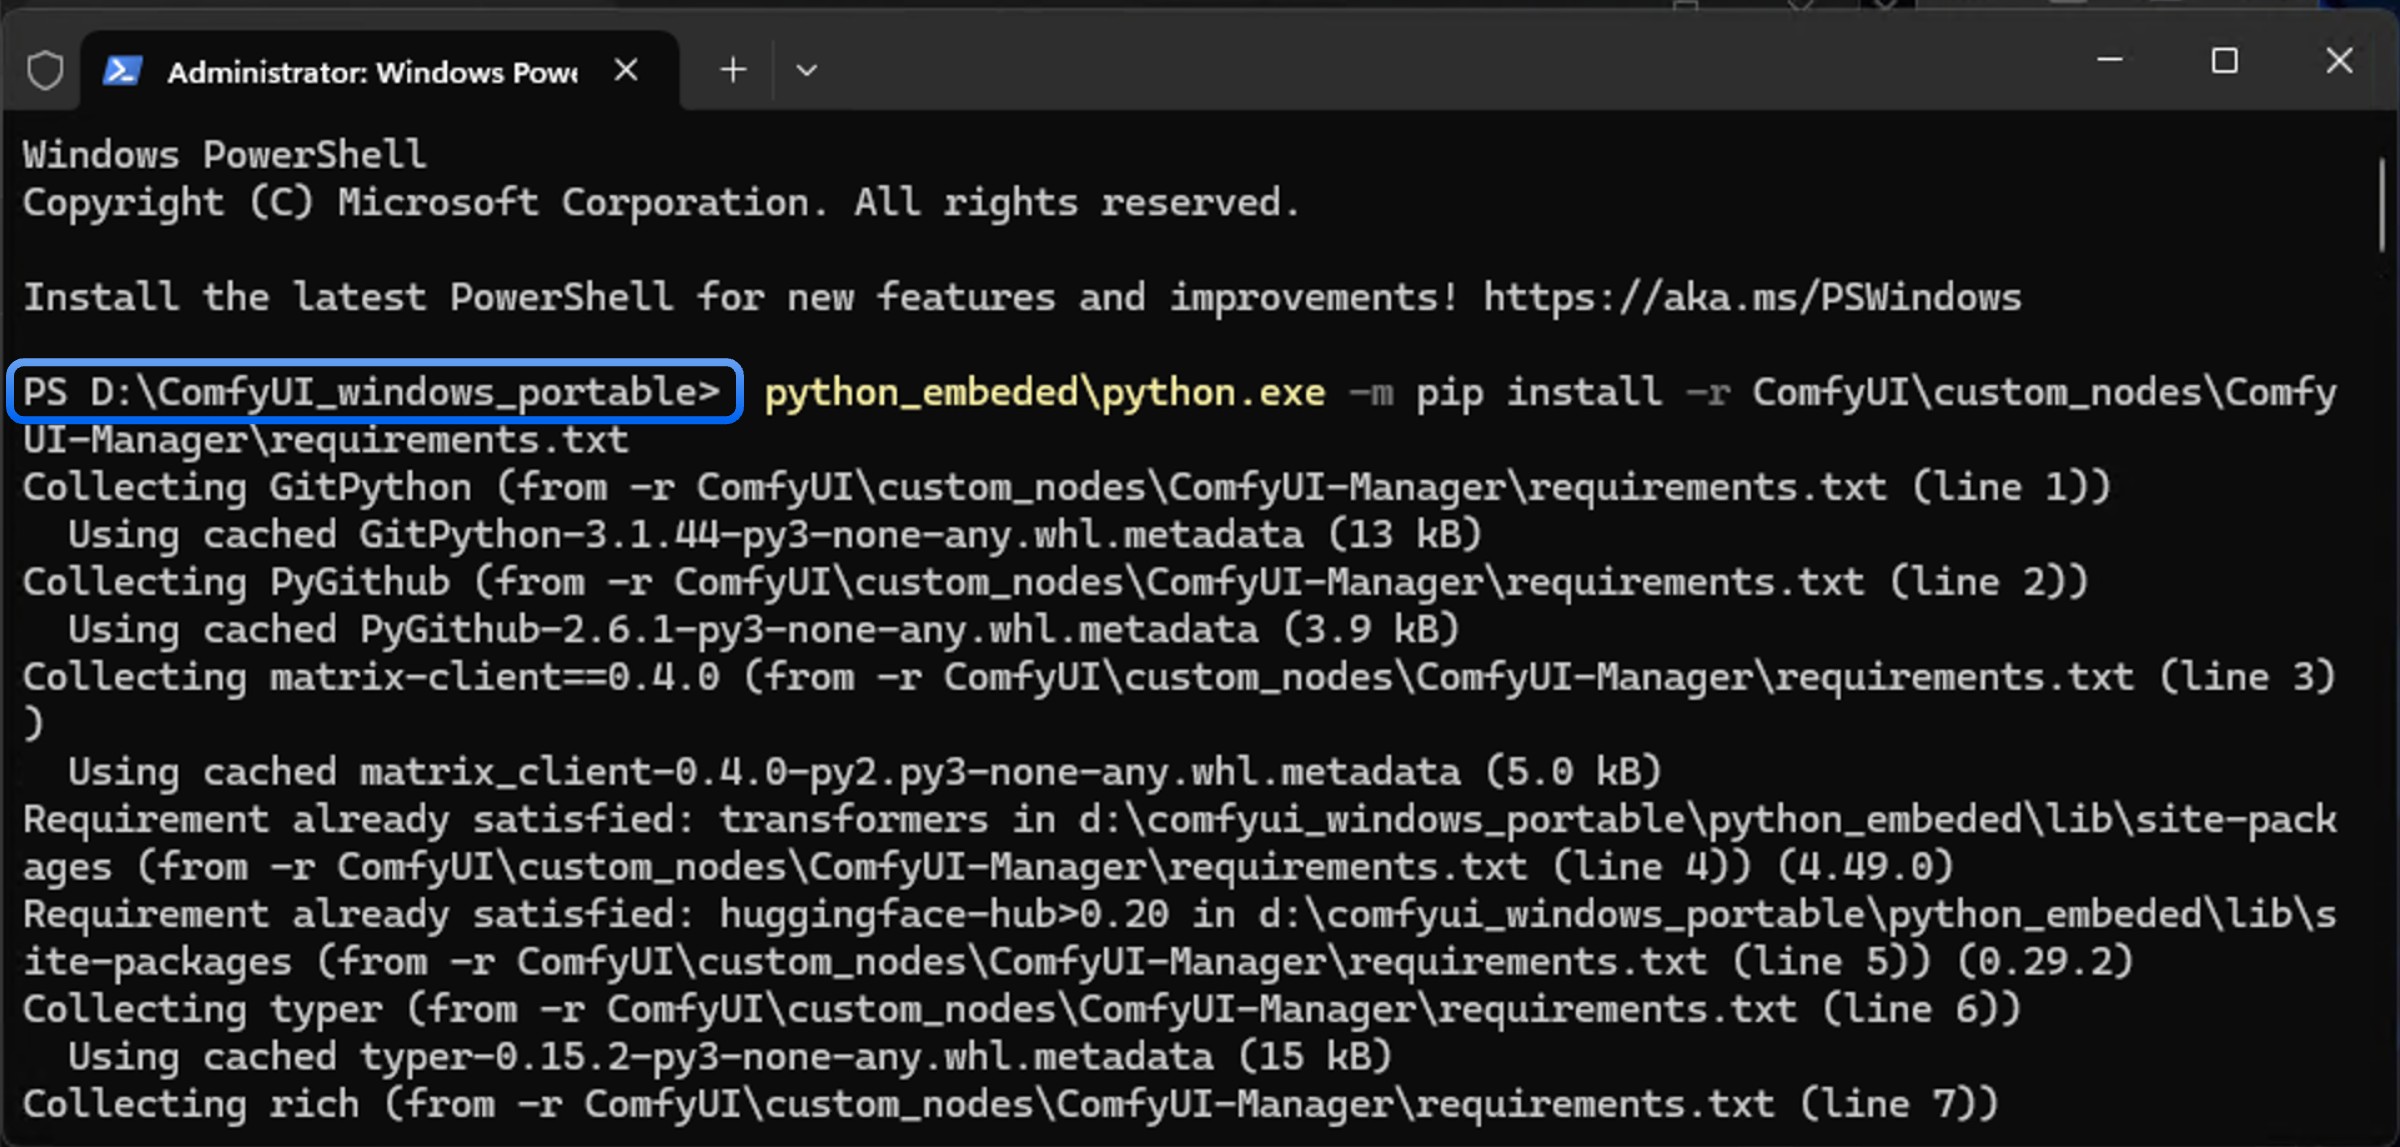 Administrator: Windows Powe
Windows PowerShell
Copyright (C) Microsoft Corporation. All rights reserved.
Install the latest PowerShell for new features and improvements! https://aka.ms/PSWindows
PS D:\ComfyUI_windows_portable> python_embeded\python.exe -m pip install -r ComfyUI\custom_nodes\Comfy
UI-Manager\requirements.txt
Collecting GitPython (from -r ComfyUI\custom_nodes\ComfyUI-Manager\requirements.txt (line 1))
  Using cached GitPython-3.1.44-py3-none-any.whl.metadata (13 kB)
Collecting PyGithub (from -r ComfyUI\custom_nodes\ComfyUI-Manager\requirements.txt (line 2))
  Using cached PyGithub-2.6.1-py3-none-any.whl.metadata (3.9 kB)
Collecting matrix-client==0.4.0 (from -r ComfyUI\custom_nodes\ComfyUI-Manager\requirements.txt (line 3)
)
  Using cached matrix_client-0.4.0-py2.py3-none-any.whl.metadata (5.0 kB)
Requirement already satisfied: transformers in d:\comfyui_windows_portable\python_embeded\lib\site-pack
ages (from -r ComfyUI\custom_nodes\ComfyUI-Manager\requirements.txt (line 4)) (4.49.0)
Requirement already satisfied: huggingface-hub>0.20 in d:\comfyui_windows_portable\python_embeded\lib\s
ite-packages (from -r ComfyUI\custom_nodes\ComfyUI-Manager\requirements.txt (line 5)) (0.29.2)
Collecting typer (from -r ComfyUI\custom_nodes\ComfyUI-Manager\requirements.txt (line 6))
  Using cached typer-0.15.2-py3-none-any.whl.metadata (15 kB)
Collecting rich (from -r ComfyUI\custom_nodes\ComfyUI-Manager\requirements.txt (line 7))